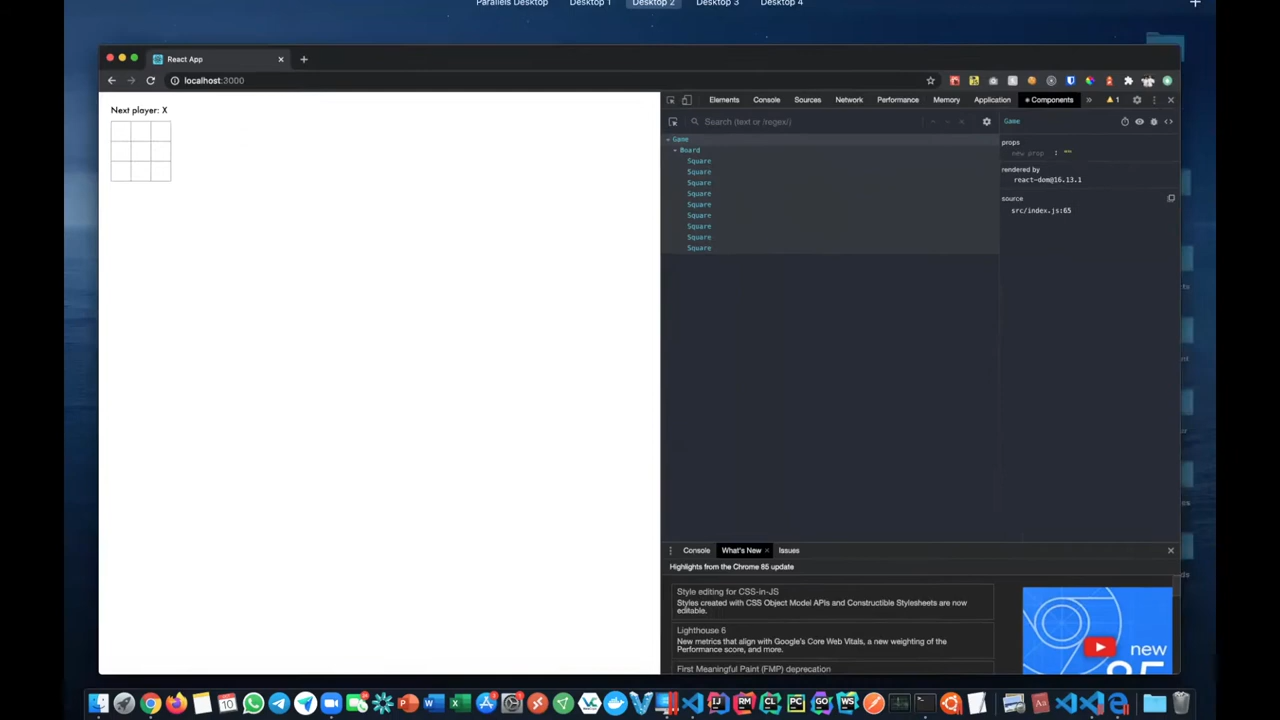 Parallels Desktop Desktop 1 Desktop 2 Desktop 3 Desktop 4
React App
localhost:3000
Next player: X
Elements Console Sources Network Performance Memory Application Components 1
Search (text or /regex/)
Game
Board
Square
Square
Square
Square
Square
Square
Square
Square
Square
Game
props
new prop : ""
rendered by
react-dom@16.13.1
source
src/index.js:65
Console What's New Issues
Highlights from the Chrome 85 update
Style editing for CSS-in-JS
Styles created with CSS Object Model APIs and Constructible Stylesheets are now
editable.
Lighthouse 6
New metrics that align with Google's Core Web Vitals, a new weighting of the
Performance score, and more.
First Meaningful Paint (FMP) deprecation
new
85